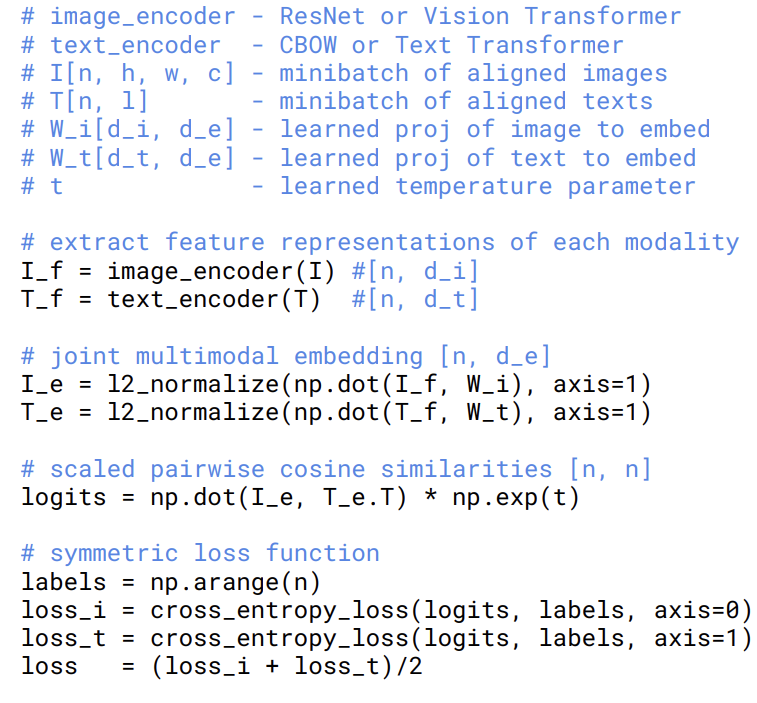 # image_encoder - ResNet or Vision Transformer
# text_encoder  - CBOW or Text Transformer
# I[n, h, w, c] - minibatch of aligned images
# T[n, l]       - minibatch of aligned texts
# W_i[d_i, d_e] - learned proj of image to embed
# W_t[d_t, d_e] - learned proj of text to embed
# t             - learned temperature parameter

# extract feature representations of each modality
I_f = image_encoder(I) #[n, d_i]
T_f = text_encoder(T)  #[n, d_t]

# joint multimodal embedding [n, d_e]
I_e = l2_normalize(np.dot(I_f, W_i), axis=1)
T_e = l2_normalize(np.dot(T_f, W_t), axis=1)

# scaled pairwise cosine similarities [n, n]
logits = np.dot(I_e, T_e.T) * np.exp(t)

# symmetric loss function
labels = np.arange(n)
loss_i = cross_entropy_loss(logits, labels, axis=0)
loss_t = cross_entropy_loss(logits, labels, axis=1)
loss   = (loss_i + loss_t)/2